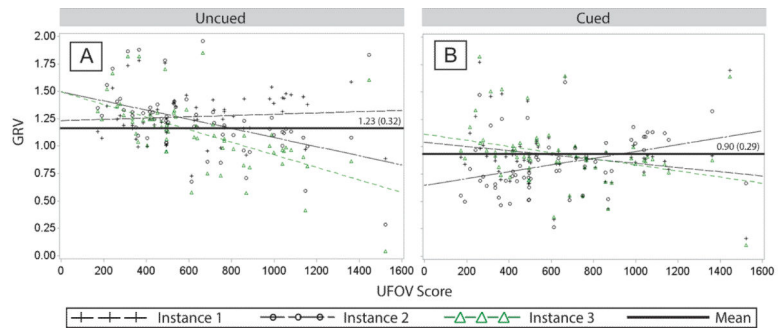 Uncued
Cued
A
B
GRV
2.00
1.75
1.50
1.25
1.00
0.75
0.50
0.25
0.00
1.23 (0.32)
0.90 (0.29)
0 200 400 600 800 1000 1200 1400 1600
0 200 400 600 800 1000 1200 1400 1600
UFOV Score
Instance 1 Instance 2 Instance 3 Mean